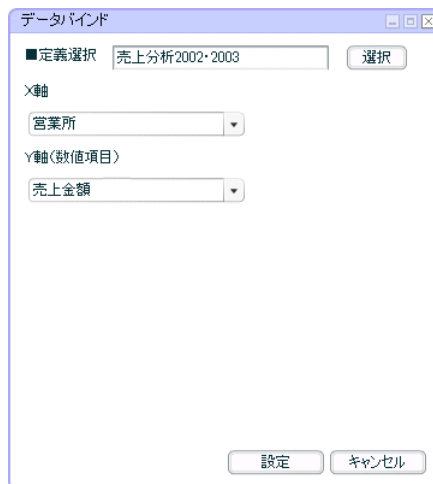 データバインド
■定義選択 売上分析2002・2003 選択
X軸
営業所
Y軸(数値項目)
売上金額
設定 キャンセル